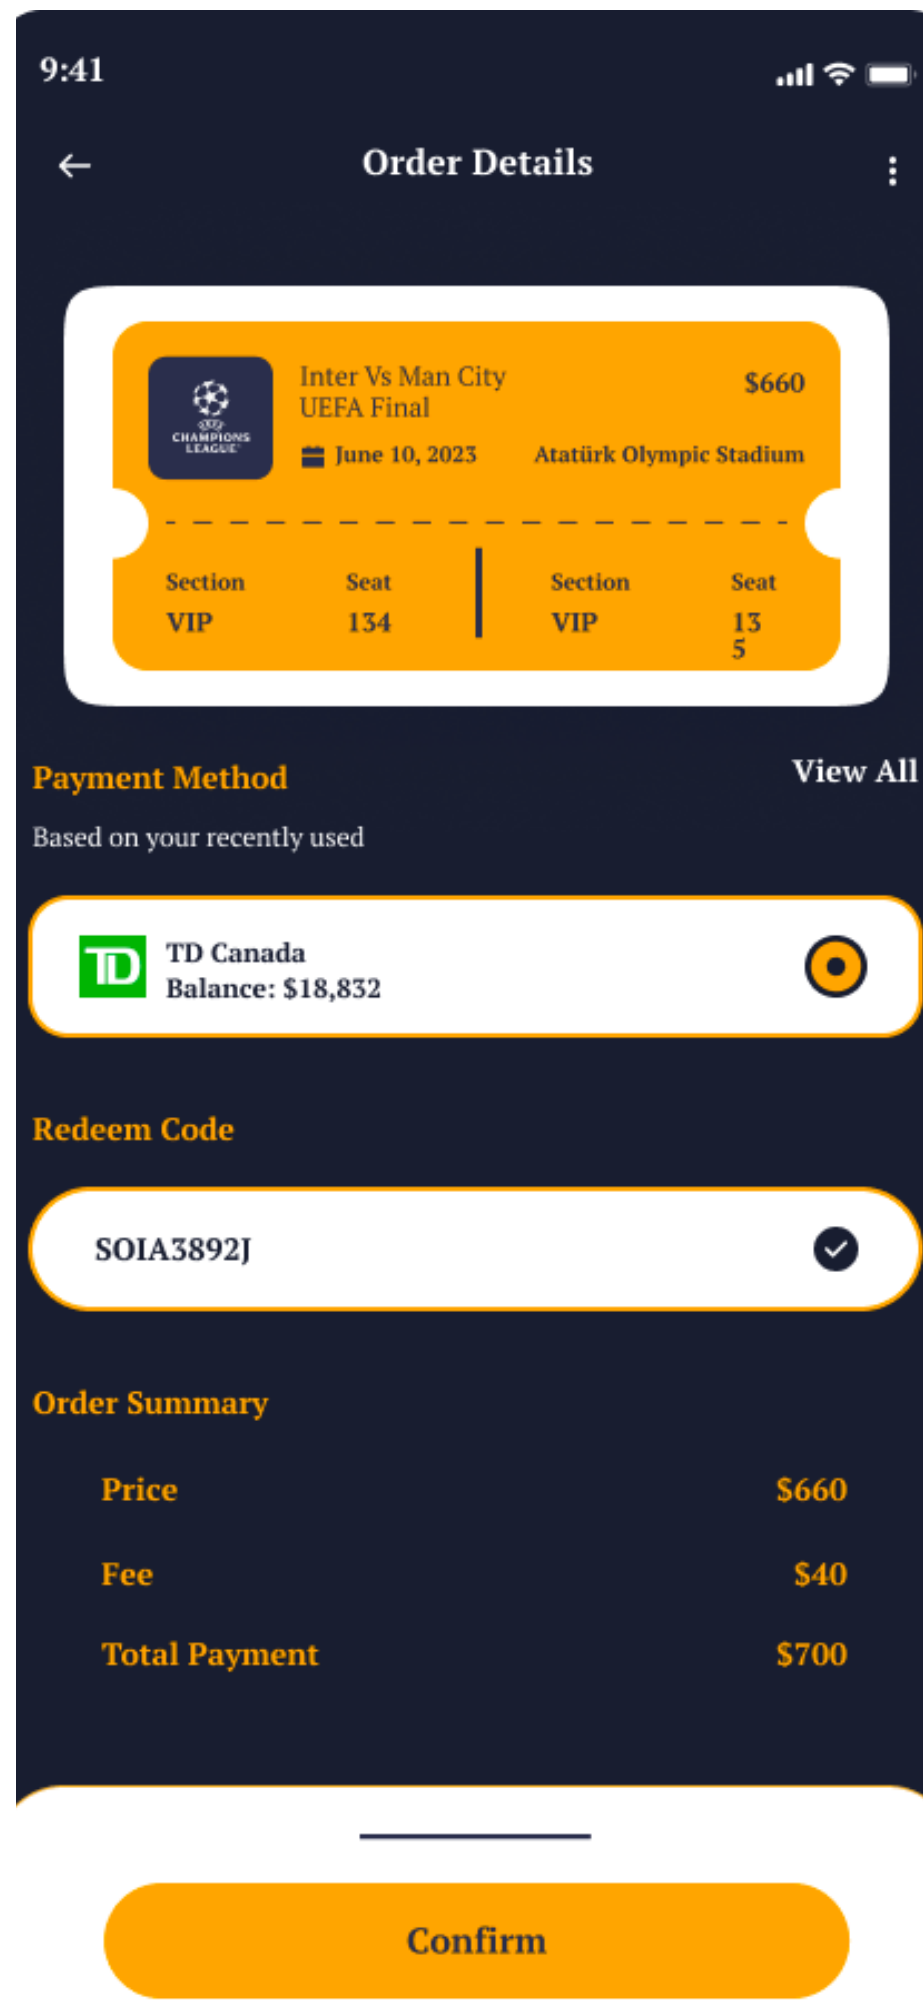 9:41
Order Details
Inter Vs Man City
UEFA Final
$660
CHAMPIONS
LEAGUE
June 10, 2023
Atatürk Olympic Stadium
Section Seat Section Seat
VIP 134 VIP 13
5
Payment Method
View All
Based on your recently used
TD
TD Canada
Balance: $18,832
Redeem Code
SOIA3892J
Order Summary
Price $660
Fee $40
Total Payment $700
Confirm